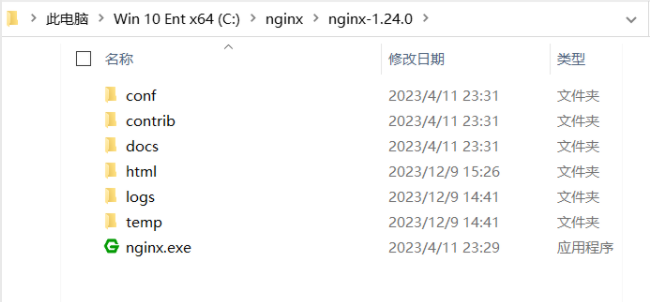 此电脑 > Win 10 Ent x64 (C:) > nginx > nginx-1.24.0 >
名称 修改日期 类型
conf 2023/4/11 23:31 文件夹
contrib 2023/4/11 23:31 文件夹
docs 2023/4/11 23:31 文件夹
html 2023/12/9 15:26 文件夹
logs 2023/12/9 14:41 文件夹
temp 2023/12/9 14:41 文件夹
nginx.exe 2023/4/11 23:29 应用程序